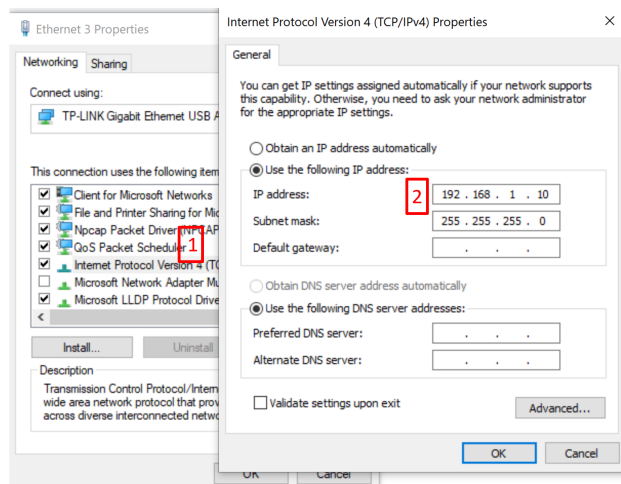 Ethernet 3 Properties
Networking
Sharing
Connect using:
TP-LINK Gigabit Ethernet USB A
This connection uses the following item
Client for Microsoft Networks
File and Printer Sharing for Mic
Npcap Packet Driver (NPCAP
QoS Packet Scheduler
1
Internet Protocol Version 4 (TC
Microsoft Network Adapter Mu
Microsoft LLDP Protocol Drive
Install...
Uninstall
Description
Transmission Control Protocol/Intern
wide area network protocol that prov
across diverse interconnected netwo
OK
Cancel
Internet Protocol Version 4 (TCP/IPv4) Properties
General
You can get IP settings assigned automatically if your network supports
this capability. Otherwise, you need to ask your network administrator
for the appropriate IP settings.
Obtain an IP address automatically
Use the following IP address:
IP address:
2
192 . 168 . 1 . 10
Subnet mask:
255 . 255 . 255 . 0
Default gateway:
. . .
Obtain DNS server address automatically
Use the following DNS server addresses:
Preferred DNS server:
. . .
Alternate DNS server:
. . .
Validate settings upon exit
Advanced...
OK
Cancel